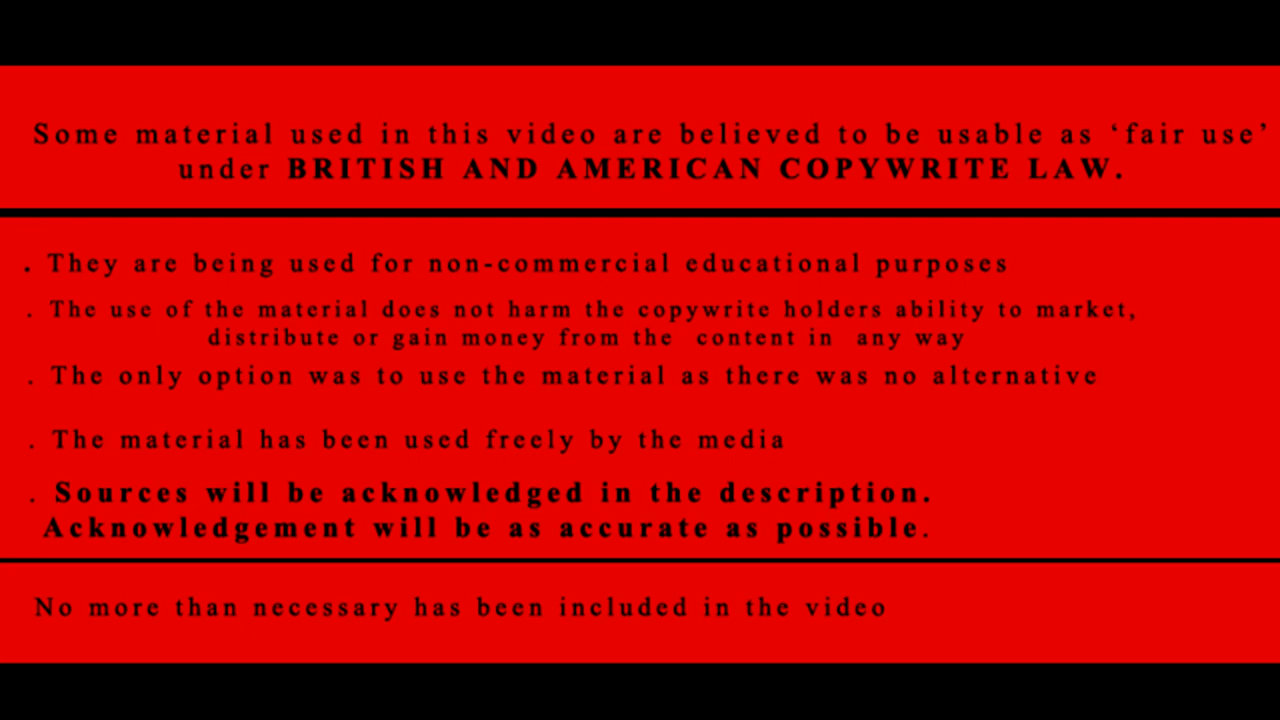 Some material used in this video are believed to be usable as ‘fair use’
under BRITISH AND AMERICAN COPYWRITE LAW.
. They are being used for non-commercial educational purposes
. The use of the material does not harm the copywrite holders ability to market,
distribute or gain money from the content in any way
. The only option was to use the material as there was no alternative
. The material has been used freely by the media
. Sources will be acknowledged in the description.
Acknowledgement will be as accurate as possible.
No more than necessary has been included in the video